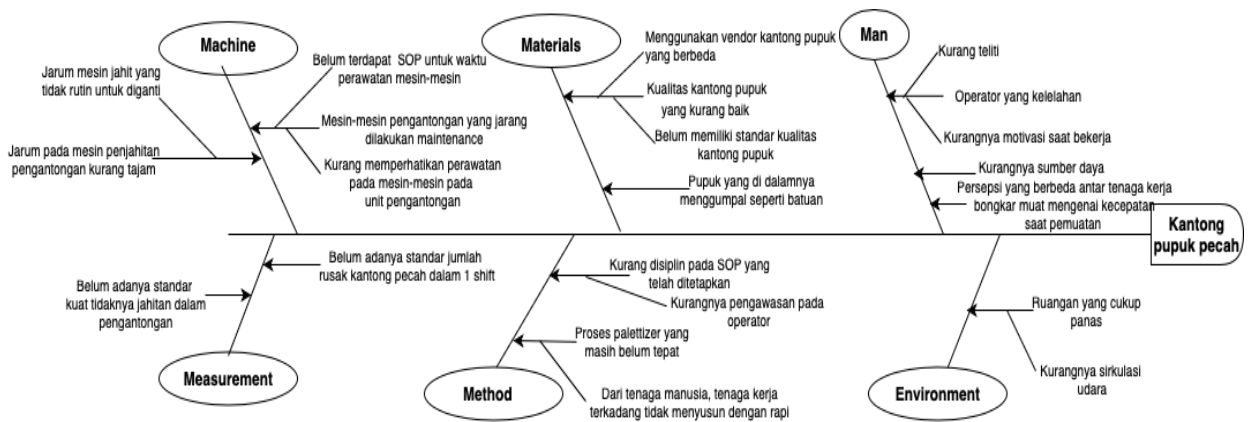 Machine
Jarum mesin jahit yang
tidak rutin untuk diganti
Belum terdapat SOP untuk waktu
perawatan mesin-mesin
Mesin-mesin pengantongan yang jarang
dilakukan maintenance
Jarum pada mesin penjahitan
pengantongan kurang tajam
Kurang memperhatikan perawatan
pada mesin-mesin pada
unit pengantongan
Materials
Menggunakan vendor kantong pupuk
yang berbeda
Kualitas kantong pupuk
yang kurang baik
Belum memiliki standar kualitas
kantong pupuk
Pupuk yang di dalamnya
menggumpal seperti batuan
Man
Kurang teliti
Operator yang kelelahan
Kurangnya motivasi saat bekerja
Kurangnya sumber daya
Persepsi yang berbeda antar tenaga kerja
bongkar muat mengenai kecepatan
saat pemuatan
Kantong
pupuk pecah
Belum adanya standar jumlah
rusak kantong pecah dalam 1 shift
Belum adanya standar
kuat tidaknya jahitan dalam
pengantongan
Measurement
Kurang disiplin pada SOP yang
telah ditetapkan
Kurangnya pengawasan pada
operator
Proses palettizer yang
masih belum tepat
Dari tenaga manusia, tenaga kerja
terkadang tidak menyusun dengan rapi
Method
Ruangan yang cukup
panas
Kurangnya sirkulasi
udara
Environment